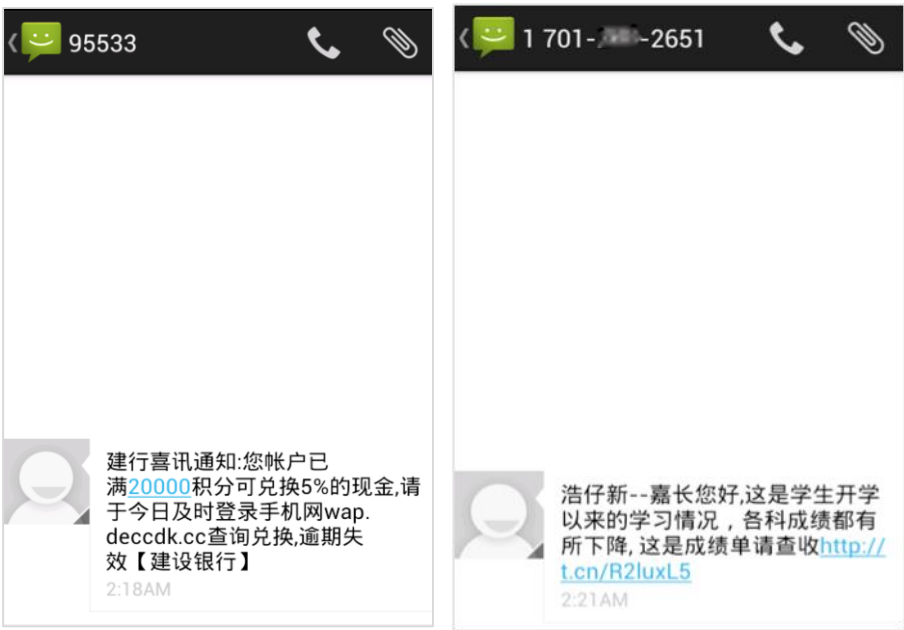 95533
建行喜讯通知:您帐户已
满20000积分可兑换5%的现金,请
于今日及时登录手机网wap.
deccdk.cc查询兑换,逾期失
效【建设银行】
2:18AM
1 701- -2651
浩仔新--嘉长您好,这是学生开学
以来的学习情况，各科成绩都有
所下降, 这是成绩单请查收http://
t.cn/R2luxL5
2:21AM